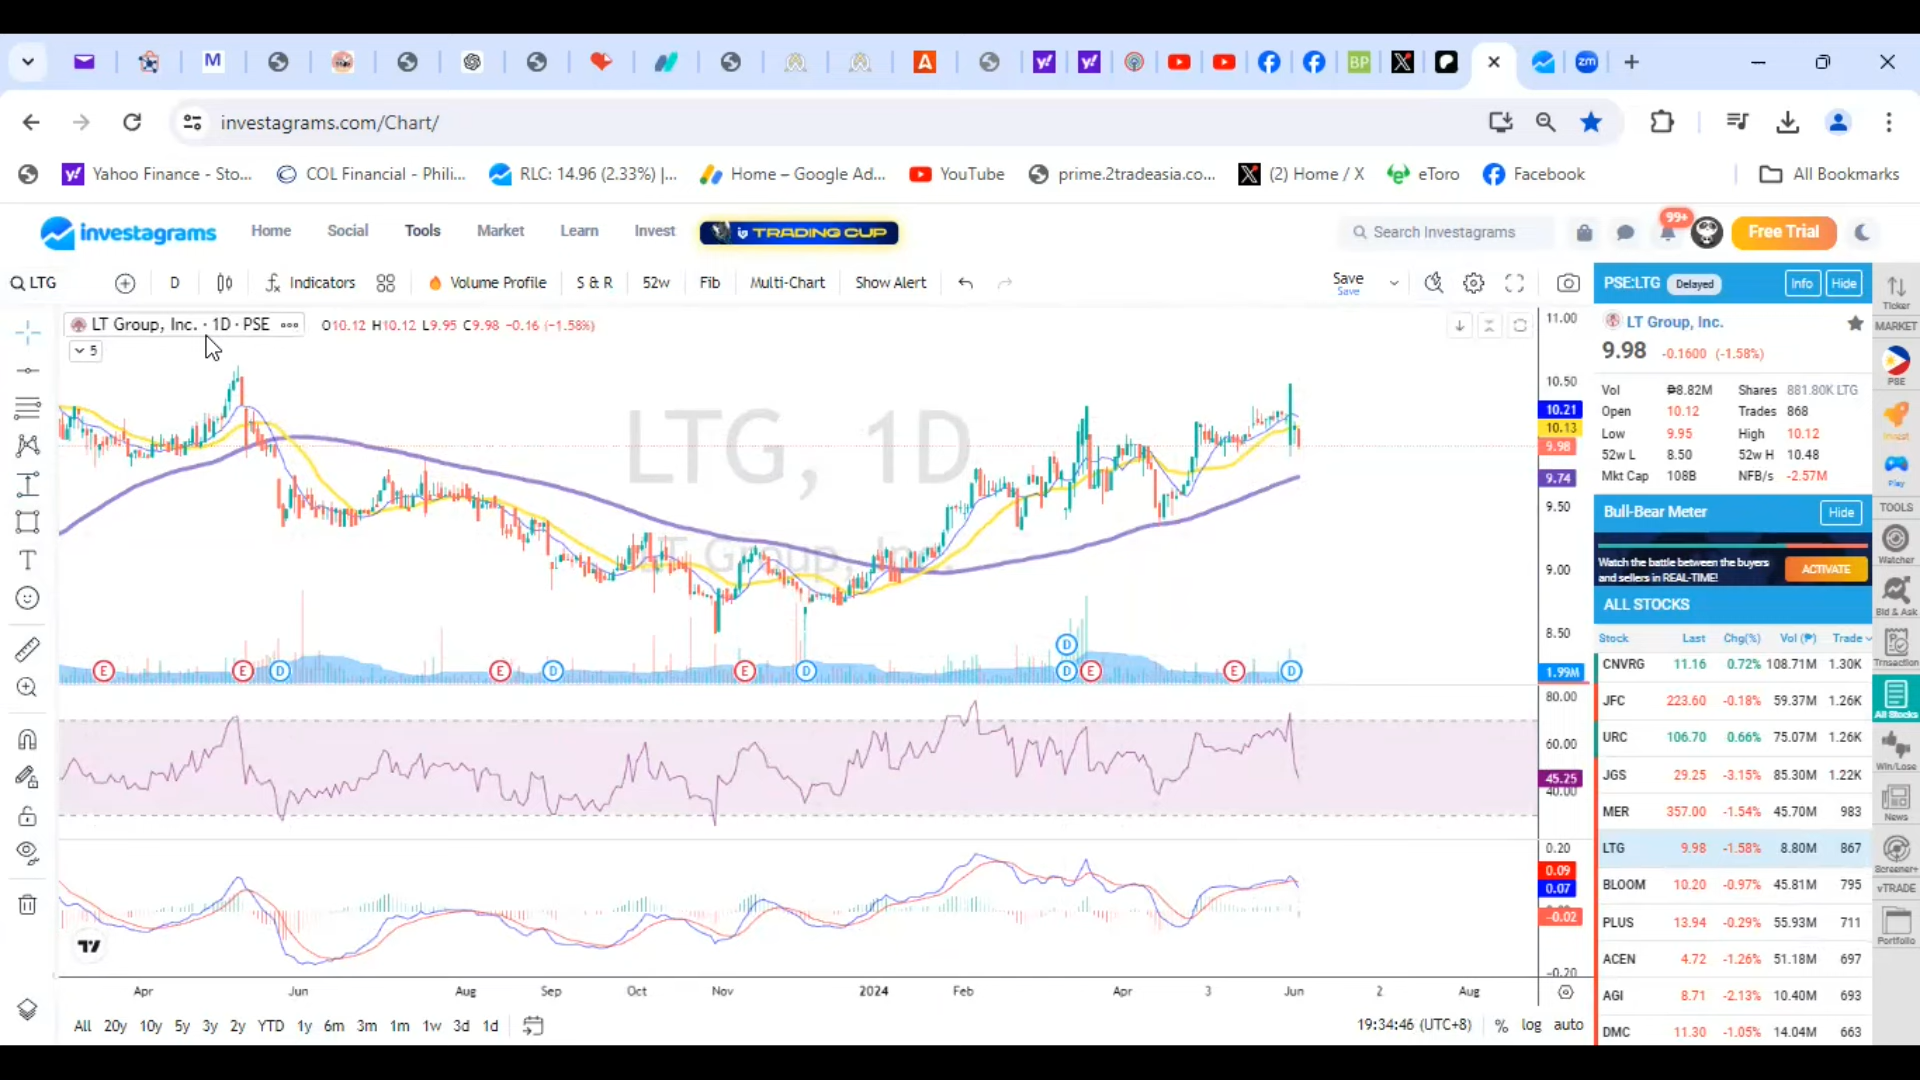 investagrams.com/Chart/
Yahoo Finance - Sto...
COL Financial - Phili...
RLC: 14.96 (2.33%) |...
Home – Google Ad...
YouTube
prime.2tradeasia.co...
(2) Home / X
eToro
Facebook
All Bookmarks
investagrams
Home
Social
Tools
Market
Learn
Invest
TRADING CUP
Search Investagrams
99+
Free Trial
LTG
D
Indicators
Volume Profile
S & R
52w
Fib
Multi-Chart
Show Alert
Save
Save
LT Group, Inc. · 1D · PSE
O10.12 H10.12 L9.95 C9.98 −0.16 (−1.58%)
5
LTG, 1D
LT Group, Inc.
11.00
10.50
10.21
10.13
9.98
9.74
9.50
9.00
8.50
1.99M
80.00
60.00
45.25
40.00
0.20
0.09
0.07
−0.02
−0.20
E E D E D E D D D E E D
Apr Jun Aug Sep Oct Nov 2024 Feb Apr 3 Jun 2 Aug
All 20y 10y 5y 3y 2y YTD 1y 6m 3m 1m 1w 3d 1d
19:34:46 (UTC+8) % log auto
PSE:LTG Delayed Info Hide
LT Group, Inc.
9.98 -0.1600 (-1.58%)
Vol ₱8.82M Shares 881.80K LTG
Open 10.12 Trades 868
Low 9.95 High 10.12
52w L 8.50 52w H 10.48
Mkt Cap 108B NFB/s -2.57M
Bull-Bear Meter Hide
Watch the battle between the buyers
and sellers in REAL-TIME!
ACTIVATE
ALL STOCKS
Stock Last Chg(%) Vol (₱) Trade
CNVRG 11.16 0.72% 108.71M 1.30K
JFC 223.60 -0.18% 59.37M 1.26K
URC 106.70 0.66% 75.07M 1.26K
JGS 29.25 -3.15% 85.30M 1.22K
MER 357.00 -1.54% 45.70M 983
LTG 9.98 -1.58% 8.80M 867
BLOOM 10.20 -0.97% 45.81M 795
PLUS 13.94 -0.29% 55.93M 711
ACEN 4.72 -1.26% 51.18M 697
AGI 8.71 -2.13% 10.40M 693
DMC 11.30 -1.05% 14.04M 663
Ticker
MARKET
PSE
Invest
Play
TOOLS
Watcher
Bid & Ask
Trnsaction
All Stocks
Win/Lose
News
Screener+
vTRADE
Portfolio